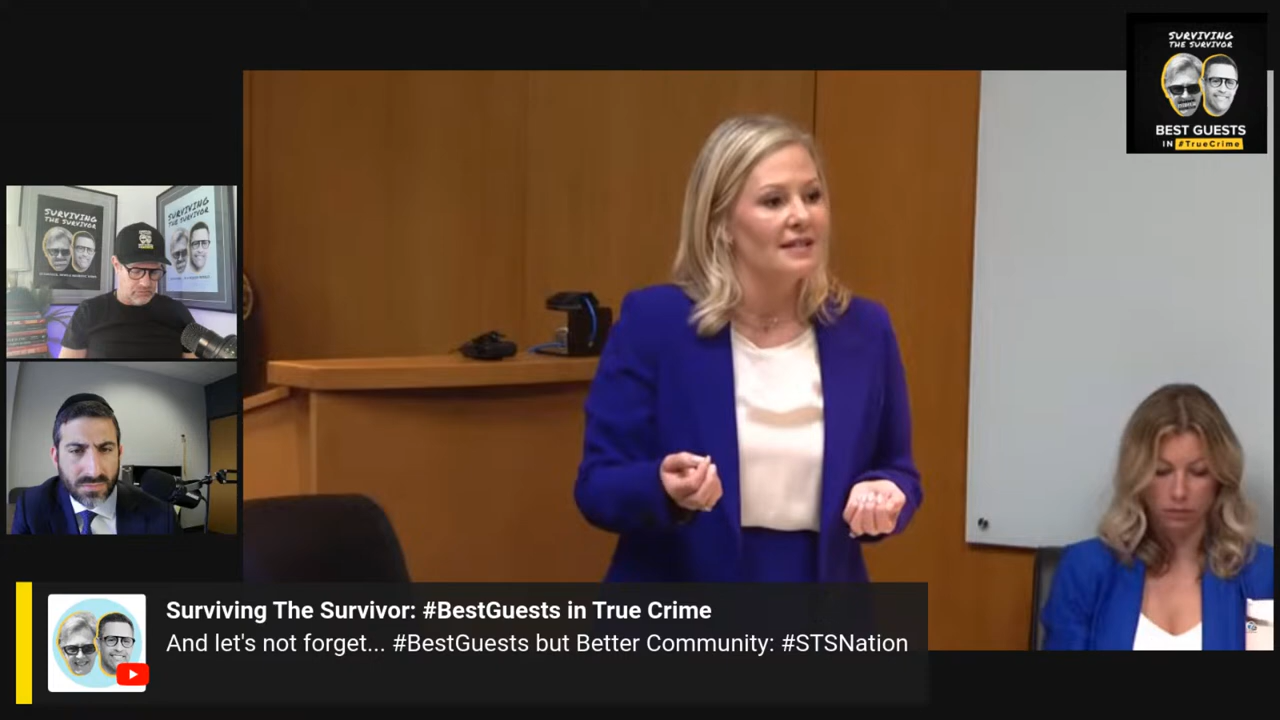 SURVIVING
THE SURVIVOR
BEST GUESTS
IN #TrueCrime
SURVIVING
THE SURVIVOR
SURVIVING
THE SURVIVOR
Surviving The Survivor: #BestGuests in True Crime
And let's not forget... #BestGuests but Better Community: #STSNation